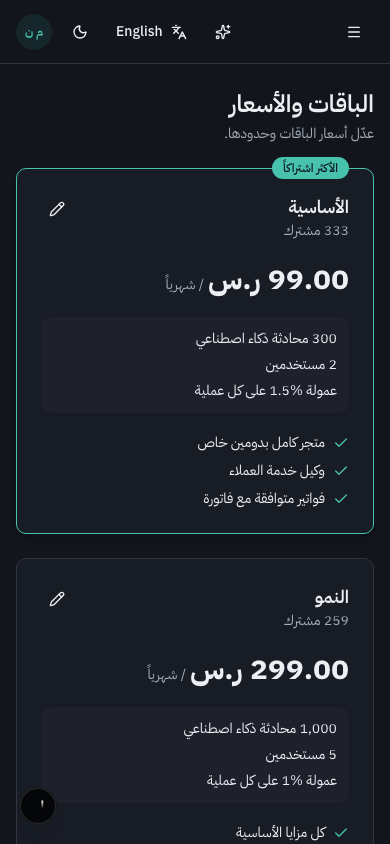 م ن
English
الباقات والأسعار
عدّل أسعار الباقات وحدودها.
الأكثر اشتراكاً
الأساسية
333 مشترك
99.00 ر.س / شهرياً
300 محادثة ذكاء اصطناعي
2 مستخدمين
عمولة 1.5% على كل عملية
متجر كامل بدومين خاص
وكيل خدمة العملاء
فواتير متوافقة مع فاتورة
النمو
259 مشترك
299.00 ر.س / شهرياً
1,000 محادثة ذكاء اصطناعي
5 مستخدمين
عمولة 1% على كل عملية
كل مزايا الأساسية